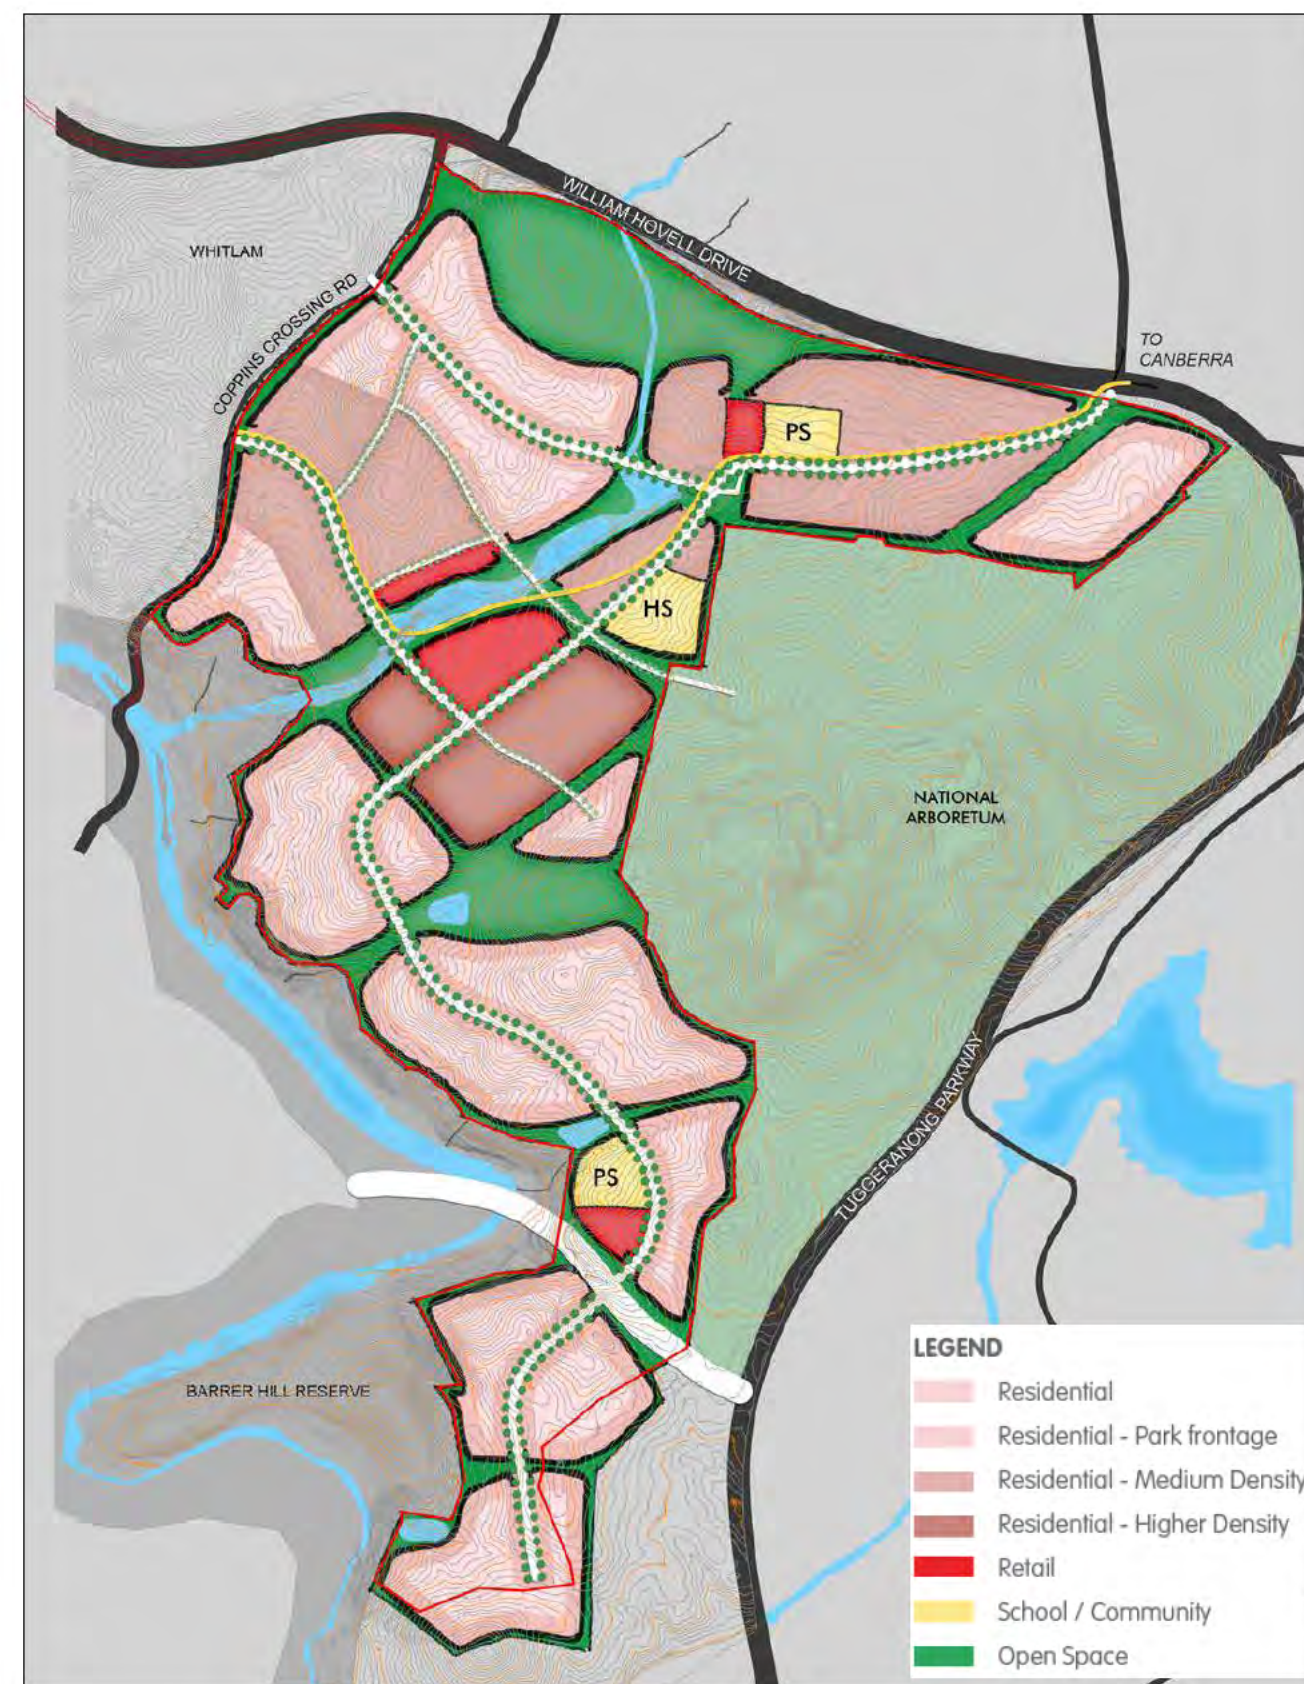 WILLIAM HOVELL DRIVE
WHITLAM
COPPINS CROSSING RD
TO
CANBERRA
PS
HS
NATIONAL
ARBORETUM
TUGGERANONG PARKWAY
PS
BARRER HILL RESERVE
LEGEND
Residential
Residential - Park frontage
Residential - Medium Density
Residential - Higher Density
Retail
School / Community
Open Space